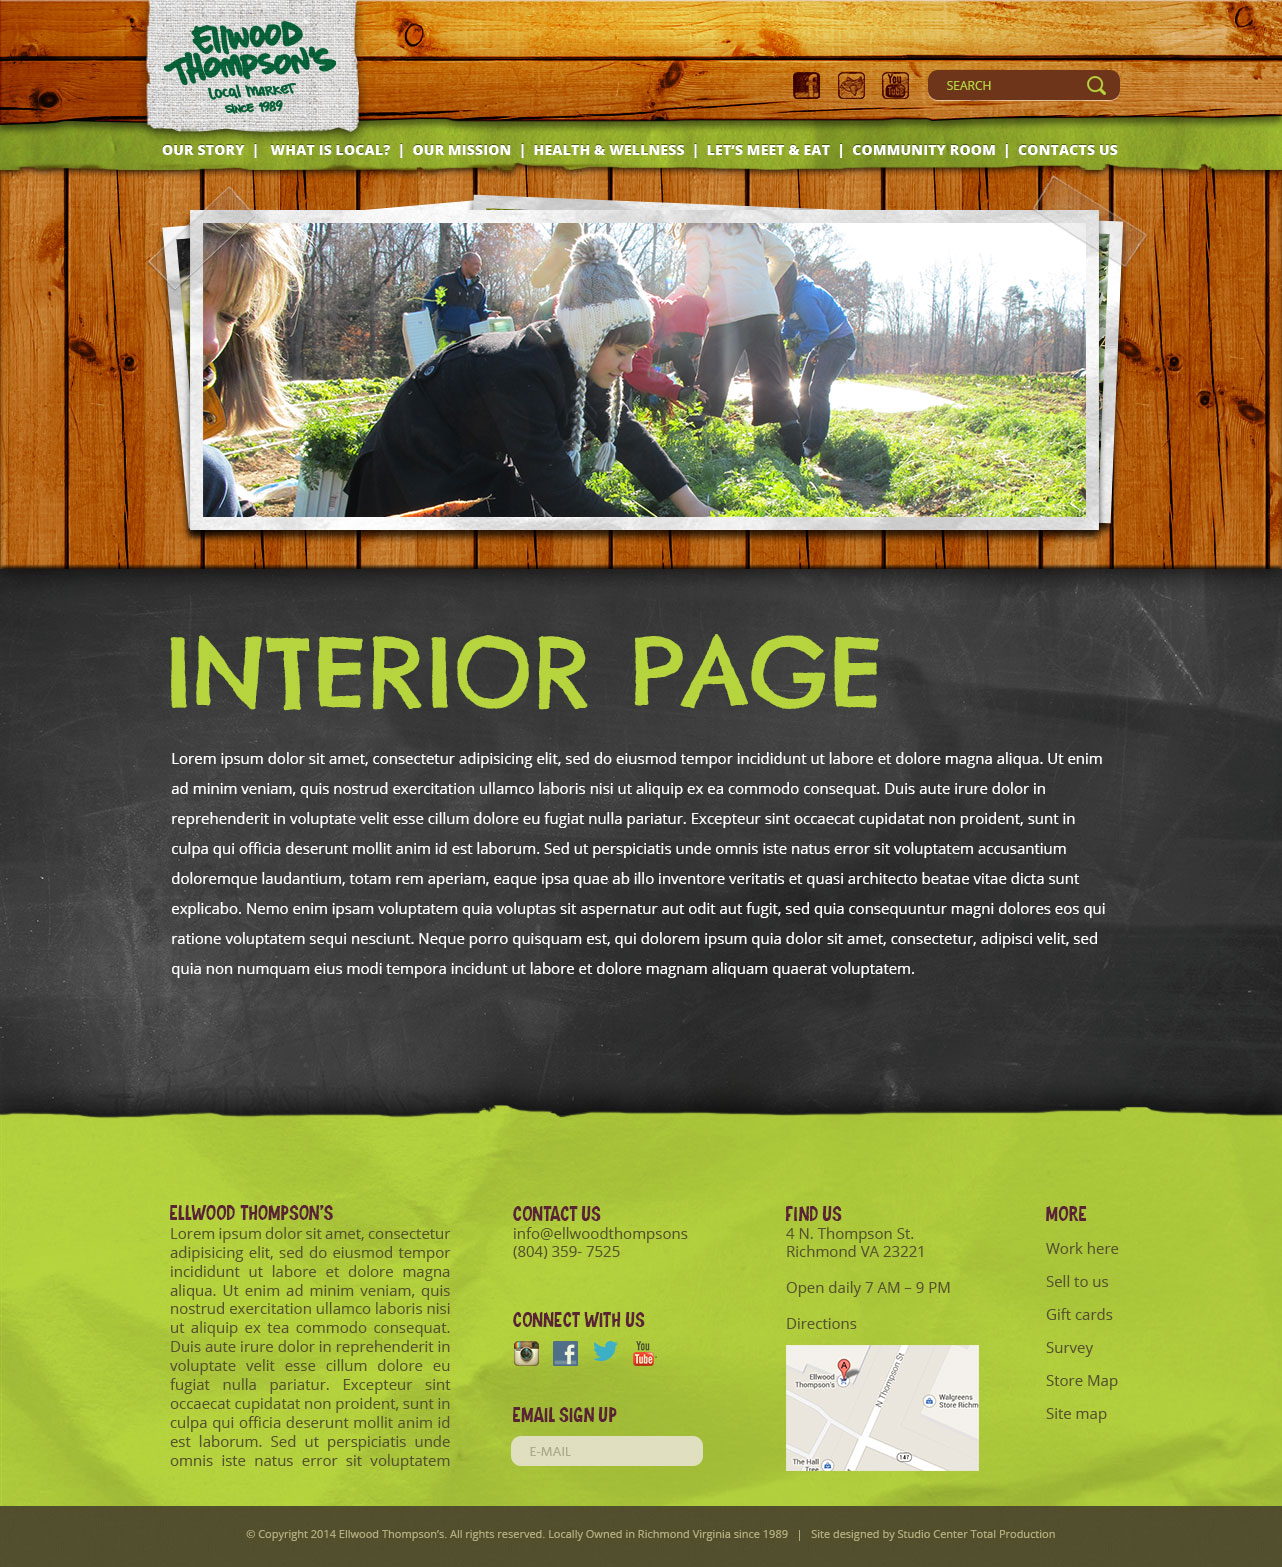 Ellwood
Thompson's
Local Market
Since 1989
You
Tube
SEARCH
OUR STORY | WHAT IS LOCAL? | OUR MISSION | HEALTH & WELLNESS | LET'S MEET & EAT | COMMUNITY ROOM | CONTACTS US
INTERIOR PAGE
Lorem ipsum dolor sit amet, consectetur adipisicing elit, sed do eiusmod tempor incididunt ut labore et dolore magna aliqua. Ut enim
ad minim veniam, quis nostrud exercitation ullamco laboris nisi ut aliquip ex ea commodo consequat. Duis aute irure dolor in
reprehenderit in voluptate velit esse cillum dolore eu fugiat nulla pariatur. Excepteur sint occaecat cupidatat non proident, sunt in
culpa qui officia deserunt mollit anim id est laborum. Sed ut perspiciatis unde omnis iste natus error sit voluptatem accusantium
doloremque laudantium, totam rem aperiam, eaque ipsa quae ab illo inventore veritatis et quasi architecto beatae vitae dicta sunt
explicabo. Nemo enim ipsam voluptatem quia voluptas sit aspernatur aut odit aut fugit, sed quia consequuntur magni dolores eos qui
ratione voluptatem sequi nesciunt. Neque porro quisquam est, qui dolorem ipsum quia dolor sit amet, consectetur, adipisci velit, sed
quia non numquam eius modi tempora incidunt ut labore et dolore magnam aliquam quaerat voluptatem.
ELLWOOD THOMPSON'S
Lorem ipsum dolor sit amet, consectetur
adipisicing elit, sed do eiusmod tempor
incididunt ut labore et dolore magna
aliqua. Ut enim ad minim veniam, quis
nostrud exercitation ullamco laboris nisi
ut aliquip ex tea commodo consequat.
Duis aute irure dolor in reprehenderit in
voluptate velit esse cillum dolore eu
fugiat nulla pariatur. Excepteur sint
occaecat cupidatat non proident, sunt in
culpa qui officia deserunt mollit anim id
est laborum. Sed ut perspiciatis unde
omnis iste natus error sit voluptatem
CONTACT US
info@ellwoodthompsons
(804) 359- 7525
CONNECT WITH US
You
Tube
EMAIL SIGN UP
E-MAIL
FIND US
4 N. Thompson St.
Richmond VA 23221
Open daily 7 AM – 9 PM
Directions
A
Ellwood
Thompson's
N Thompson St
Walgreens
Store Richm
147
The Hall
Tree
MORE
Work here
Sell to us
Gift cards
Survey
Store Map
Site map
© Copyright 2014 Ellwood Thompson's. All rights reserved. Locally Owned in Richmond Virginia since 1989 | Site designed by Studio Center Total Production